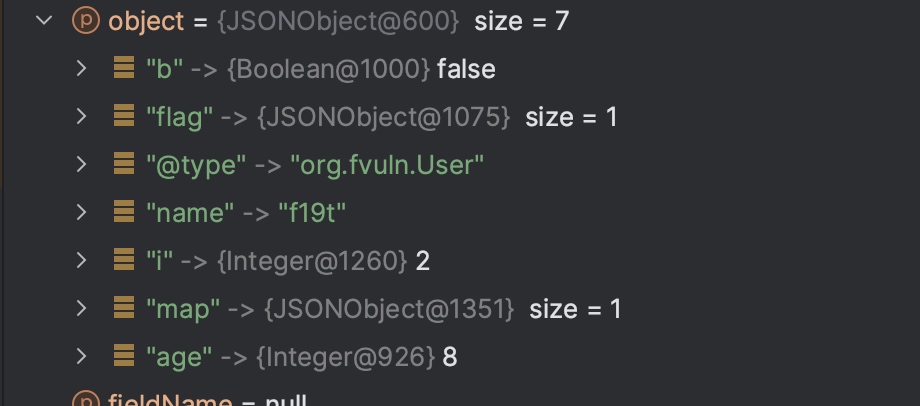 object = {JSONObject@600} size = 7
"b" -> {Boolean@1000} false
"flag" -> {JSONObject@1075} size = 1
"@type" -> "org.fvuln.User"
"name" -> "f19t"
"i" -> {Integer@1260} 2
"map" -> {JSONObject@1351} size = 1
"age" -> {Integer@926} 8
fieldName = null